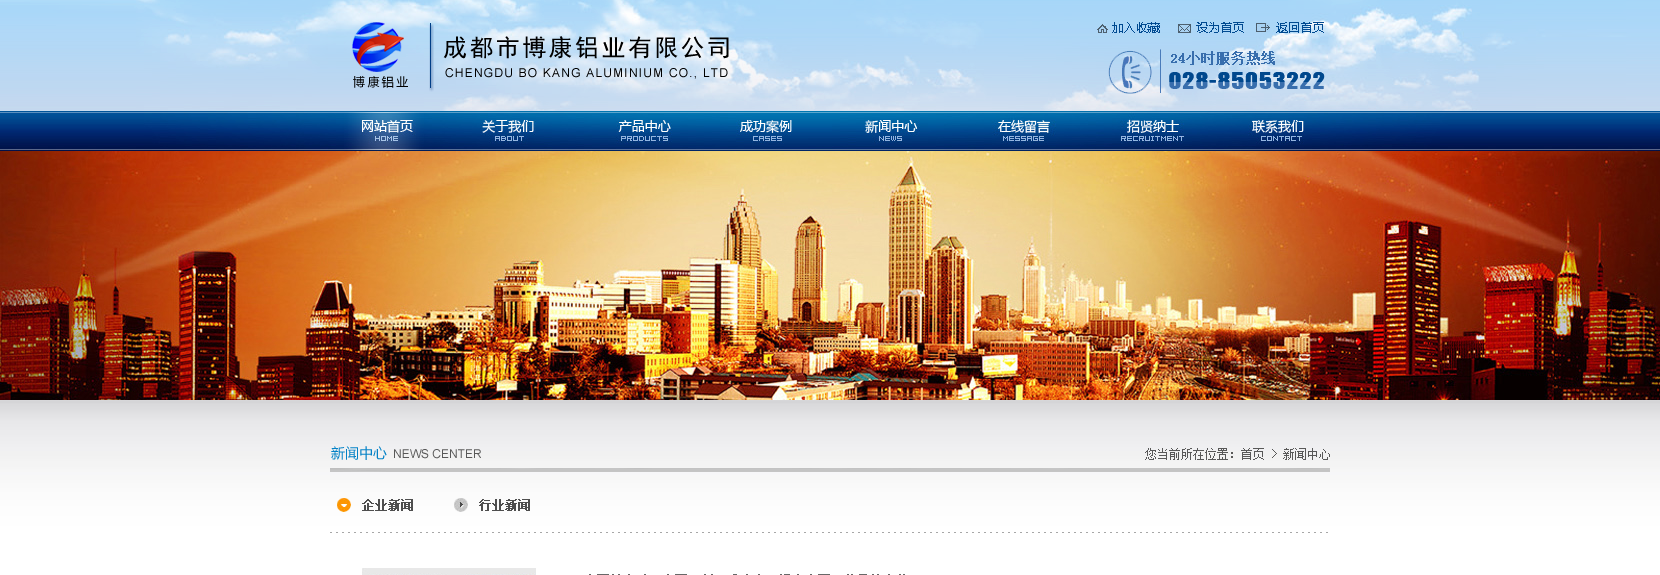 加入收藏 设为首页 返回首页
博康铝业
成都市博康铝业有限公司
CHENGDU BO KANG ALUMINIUM CO., LTD
24小时服务热线
028-85053222
网站首页 关于我们 产品中心 成功案例 新闻中心 在线留言 招贤纳士 联系我们
HOME ABOUT PRODUCTS CASES NEWS MESSAGE RECRUITMENT CONTACT
新闻中心 NEWS CENTER
您当前所在位置：首页 > 新闻中心
企业新闻 行业新闻